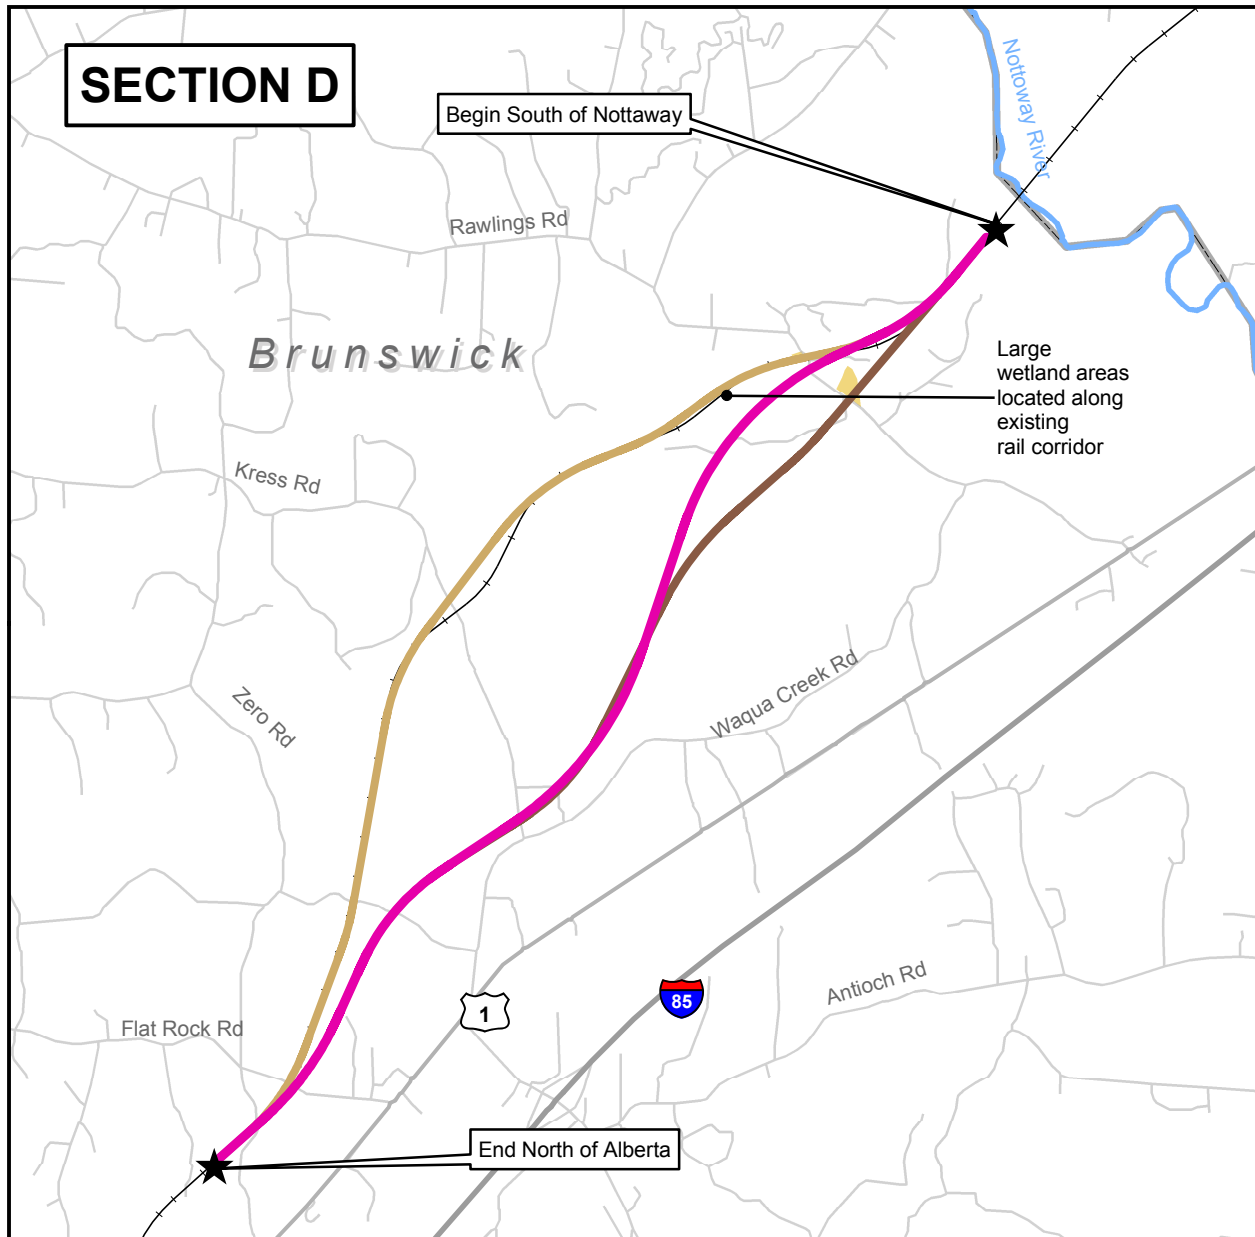 SECTION D
Begin South of Nottaway
Nottoway River
Rawlings Rd
Brunswick
Large
wetland areas
located along
existing
rail corridor
Kress Rd
Zero Rd
Waqua Creek Rd
Antioch Rd
85
1
Flat Rock Rd
End North of Alberta